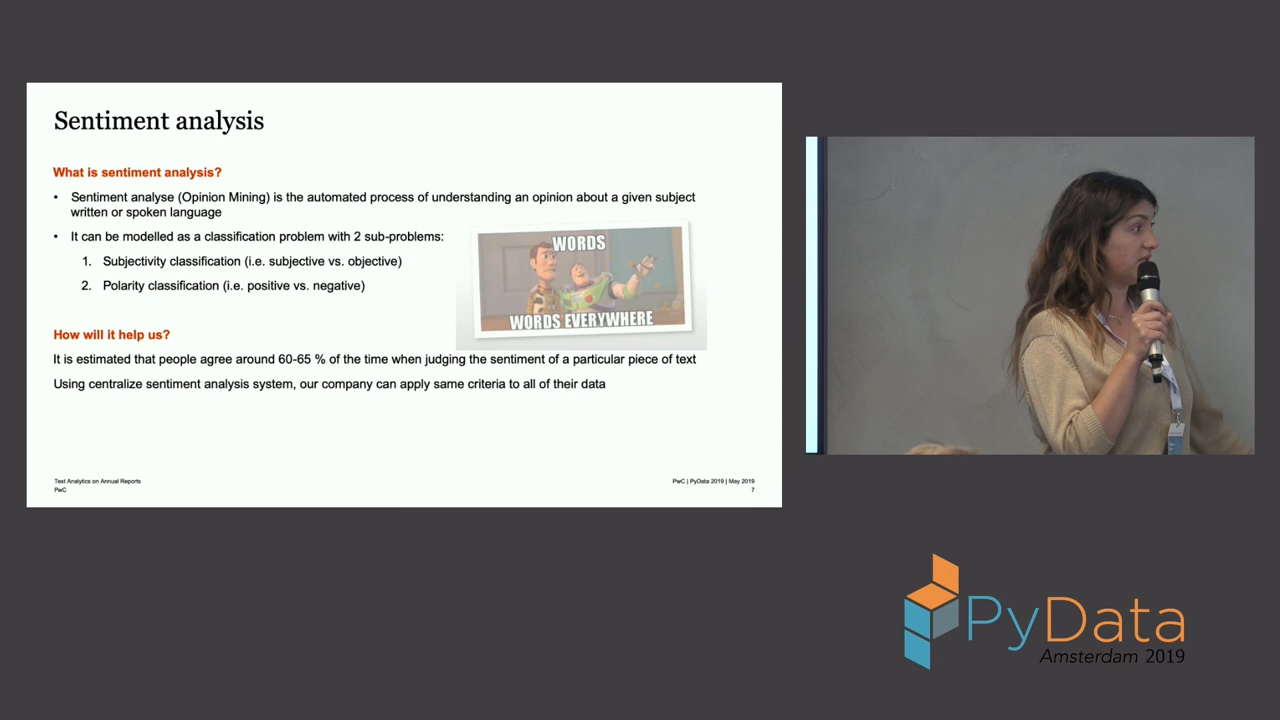 Sentiment analysis
What is sentiment analysis?
• Sentiment analyse (Opinion Mining) is the automated process of understanding an opinion about a given subject
written or spoken language
• It can be modelled as a classification problem with 2 sub-problems:
1. Subjectivity classification (i.e. subjective vs. objective)
2. Polarity classification (i.e. positive vs. negative)
WORDS
WORDS EVERYWHERE
How will it help us?
It is estimated that people agree around 60-65 % of the time when judging the sentiment of a particular piece of text
Using centralize sentiment analysis system, our company can apply same criteria to all of their data
Text Analytics on Annual Reports
PwC
PwC | PyData 2019 | May 2019
7
PyData
Amsterdam 2019